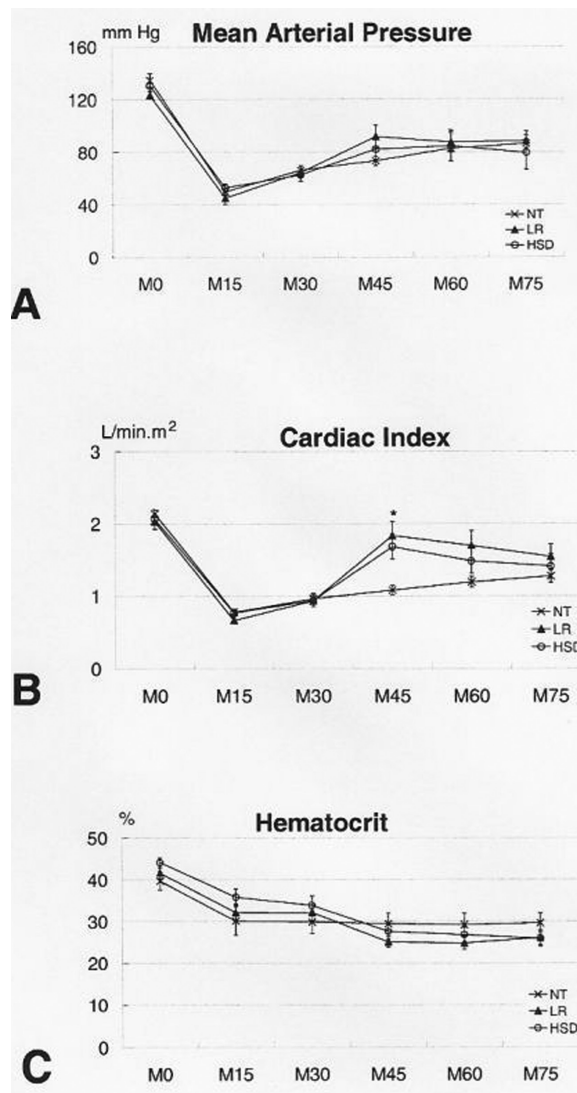 mm Hg Mean Arterial Pressure
160
120
80
40
0
NT
LR
HSD
M0 M15 M30 M45 M60 M75
A
L/min.m²
Cardiac Index
3
2
1
0
*
NT
LR
HSD
M0 M15 M30 M45 M60 M75
B
%
Hematocrit
50
40
30
20
10
0
NT
LR
HSD
M0 M15 M30 M45 M60 M75
C